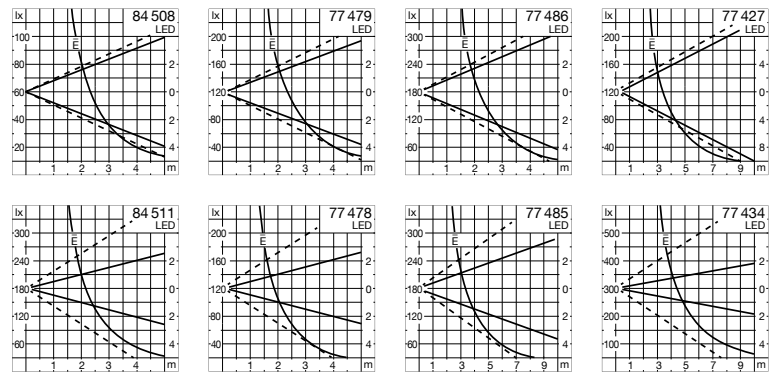 lx 84 508
LED
E
100
80 2
60 0
40 2
20 4
1 2 3 4 m
lx 77 479
LED
E
200
160 2
120 0
80 2
40 4
1 2 3 4 m
lx 77 486
LED
E
300
240 2
180 0
120 2
60 4
1 2 3 4 m
lx 77 427
LED
E
200
160 4
120 0
80 4
40 8
1 3 5 7 9 m
lx 84 511
LED
E
300
240 2
180 0
120 2
60 4
1 2 3 4 m
lx 77 478
LED
E
200
160 2
120 0
80 2
40 4
1 2 3 4 m
lx 77 485
LED
E
300
240 2
180 0
120 2
60 4
1 3 5 7 m
lx 77 434
LED
E
500
400 2
300 0
200 2
100 4
1 3 5 7 9 m